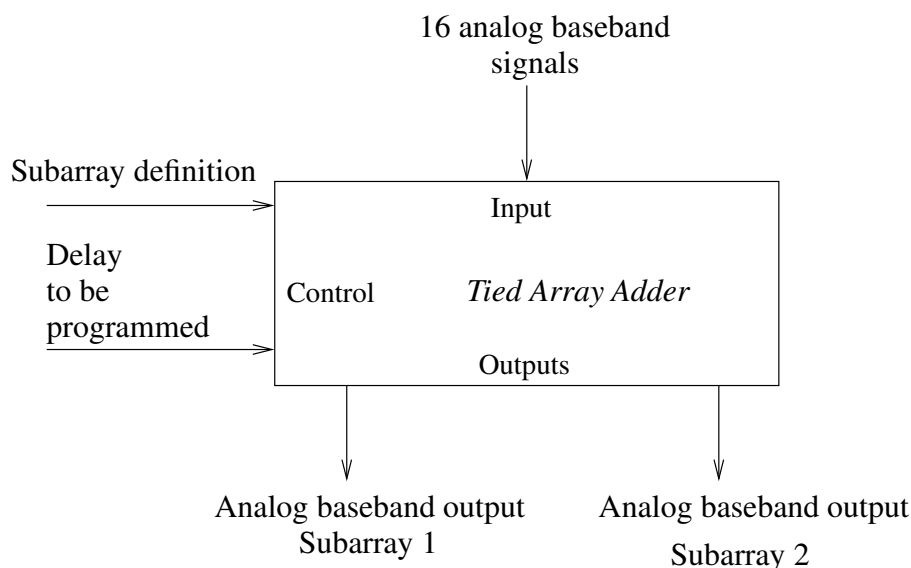 16 analog baseband
signals
Subarray definition
Input
Delay
to be
programmed
Control
Tied Array Adder
Outputs
Analog baseband output
Subarray 1
Analog baseband output
Subarray 2